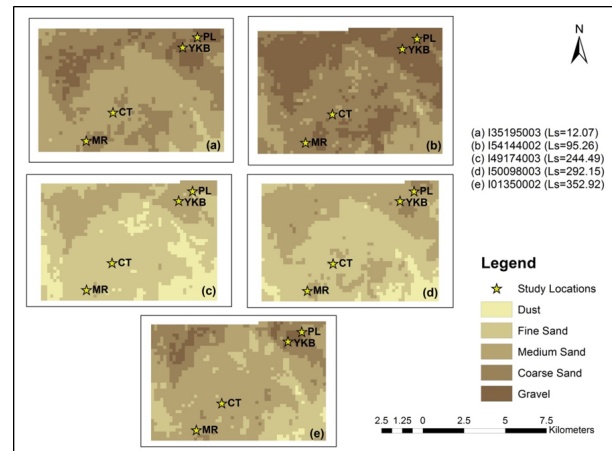 PL
YKB
CT
MR
(a)
PL
YKB
CT
MR
(b)
PL
YKB
CT
MR
(c)
PL
YKB
CT
MR
(d)
PL
YKB
CT
MR
(e)
N
(a) I35195003 (Ls=12.07)
(b) I54144002 (Ls=95.26)
(c) I49174003 (Ls=244.49)
(d) I50098003 (Ls=292.15)
(e) I01350002 (Ls=352.92)
Legend
Study Locations
Dust
Fine Sand
Medium Sand
Coarse Sand
Gravel
2.5 1.25 0 2.5 5 7.5
Kilometers